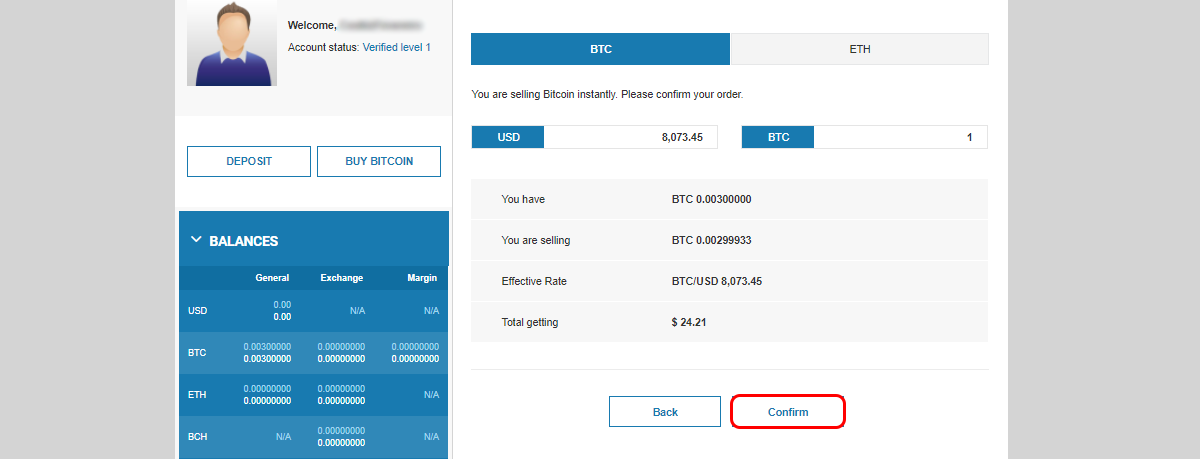 Welcome,
Account status: Verified level 1
DEPOSIT
BUY BITCOIN
BALANCES
General Exchange Margin
USD 0.00 N/A N/A
0.00
BTC 0.00300000 0.00000000 0.00000000
0.00300000 0.00000000 0.00000000
ETH 0.00000000 0.00000000 N/A
0.00000000 0.00000000
BCH N/A 0.00000000 N/A
0.00000000
BTC ETH
You are selling Bitcoin instantly. Please confirm your order.
USD 8,073.45 BTC 1
You have BTC 0.00300000
You are selling BTC 0.00299933
Effective Rate BTC/USD 8,073.45
Total getting $ 24.21
Back Confirm